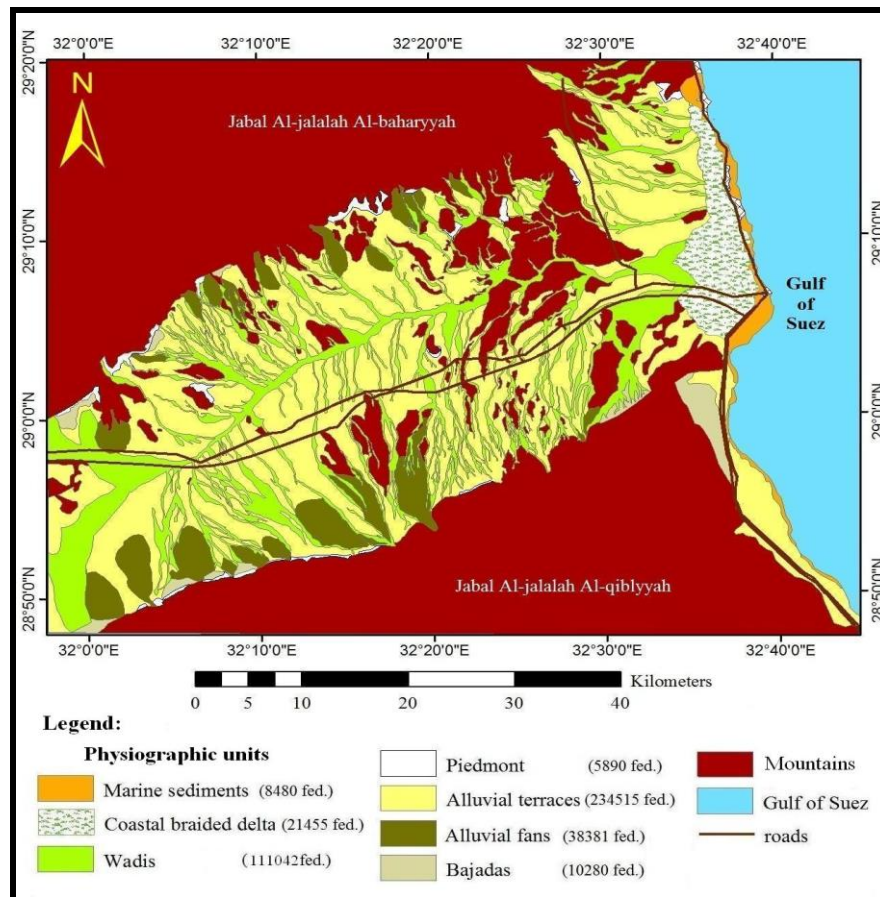 32°0'0"E 32°10'0"E 32°20'0"E 32°30'0"E 32°40'0"E
29°20'0"N
N
Jabal Al-jalalah Al-baharyyah
29°10'0"N
29°10'0"N
Gulf
of
Suez
29°0'0"N
29°0'0"N
28°50'0"N
28°50'0"N
Jabal Al-jalalah Al-qiblyyah
32°0'0"E 32°10'0"E 32°20'0"E 32°30'0"E 32°40'0"E
Kilometers
0 5 10 20 30 40
Legend:
Physiographic units
Marine sediments (8480 fed.)
Coastal braided delta (21455 fed.)
Wadis (111042fed.)
Piedmont (5890 fed.)
Alluvial terraces (234515 fed.)
Alluvial fans (38381 fed.)
Bajadas (10280 fed.)
Mountains
Gulf of Suez
roads